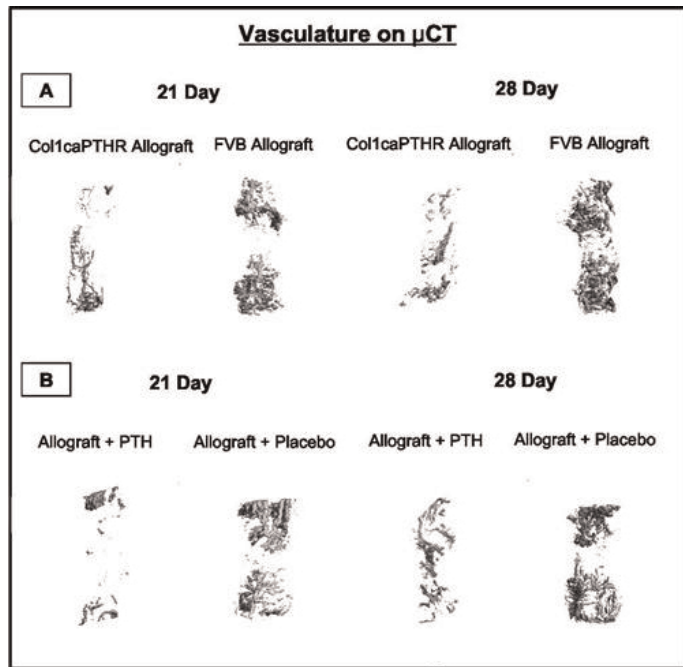 Vasculature on µCT
A
21 Day
28 Day
Col1caPTHR Allograft
FVB Allograft
Col1caPTHR Allograft
FVB Allograft
B
21 Day
28 Day
Allograft + PTH
Allograft + Placebo
Allograft + PTH
Allograft + Placebo